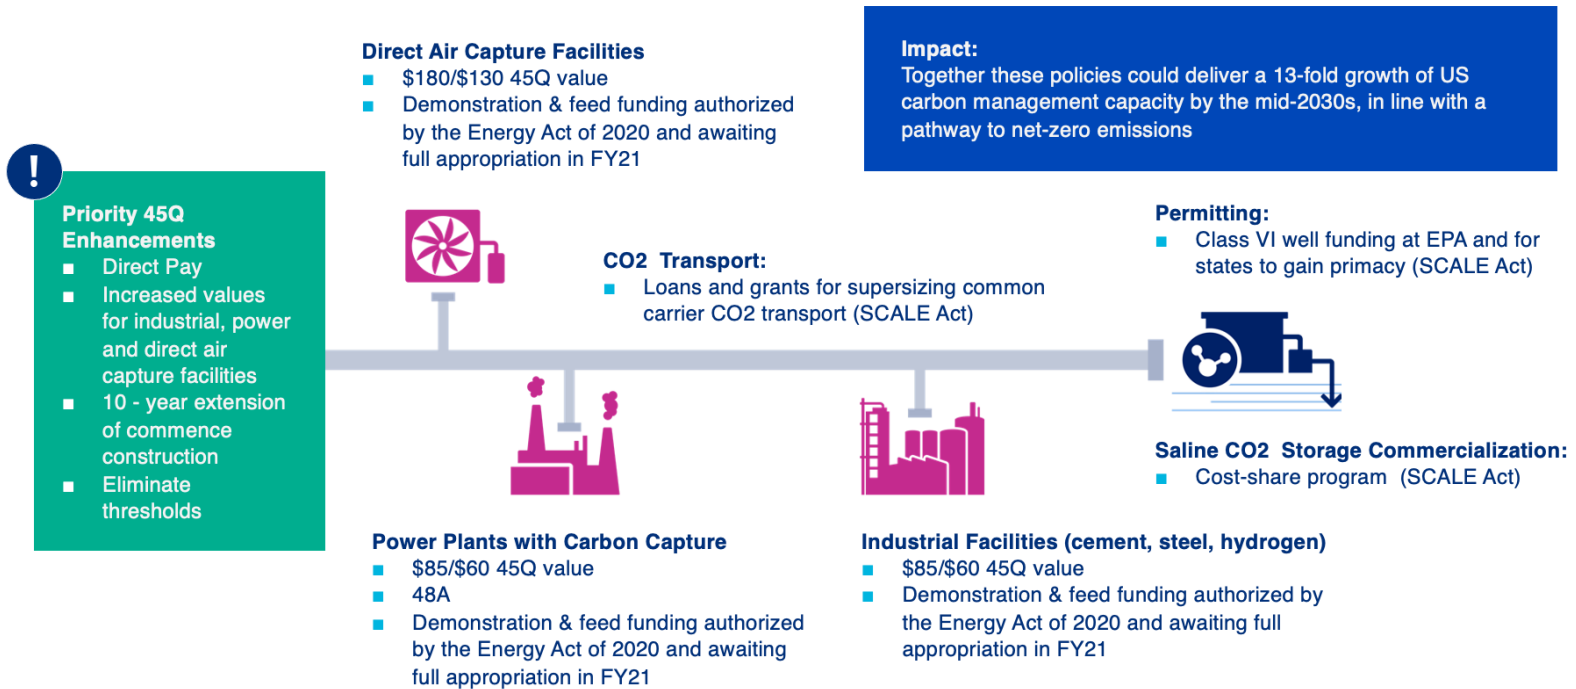 Direct Air Capture Facilities
$180/$130 45Q value
Demonstration & feed funding authorized
by the Energy Act of 2020 and awaiting
full appropriation in FY21
Impact:
Together these policies could deliver a 13-fold growth of US
carbon management capacity by the mid-2030s, in line with a
pathway to net-zero emissions
!
Priority 45Q
Enhancements
Direct Pay
Increased values
for industrial, power
and direct air
capture facilities
10 - year extension
of commence
construction
Eliminate
thresholds
CO2 Transport:
Loans and grants for supersizing common
carrier CO2 transport (SCALE Act)
Permitting:
Class VI well funding at EPA and for
states to gain primacy (SCALE Act)
Saline CO2 Storage Commercialization:
Cost-share program (SCALE Act)
Power Plants with Carbon Capture
$85/$60 45Q value
48A
Demonstration & feed funding authorized
by the Energy Act of 2020 and awaiting
full appropriation in FY21
Industrial Facilities (cement, steel, hydrogen)
$85/$60 45Q value
Demonstration & feed funding authorized by
the Energy Act of 2020 and awaiting full
appropriation in FY21